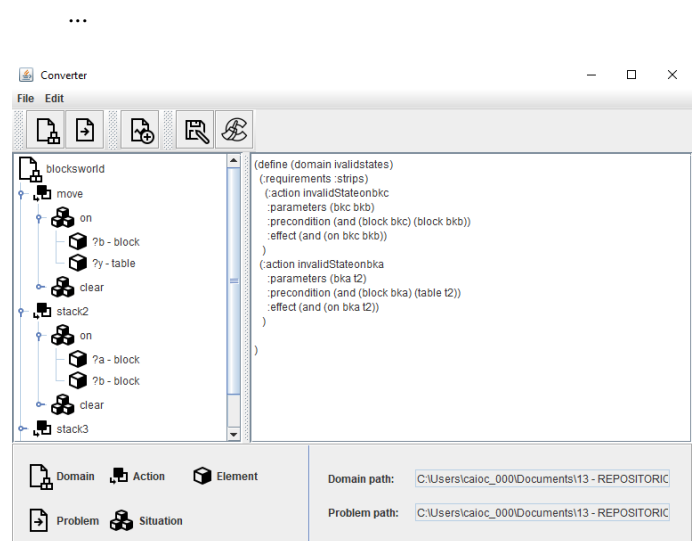 ...
Converter
File Edit
blocksworld
move
on
?b - block
?y - table
clear
stack2
on
?a - block
?b - block
clear
stack3
(define (domain ivalidstates)
(:requirements :strips)
(:action invalidStateonbkc
:parameters (bkc bkb)
:precondition (and (block bkc) (block bkb))
:effect (and (on bkc bkb))
)
(:action invalidStateonbka
:parameters (bka t2)
:precondition (and (block bka) (table t2))
:effect (and (on bka t2))
)
)
Domain Action Element
Problem Situation
Domain path: C:\Users\caioc_000\Documents\13 - REPOSITORIC
Problem path: C:\Users\caioc_000\Documents\13 - REPOSITORIC